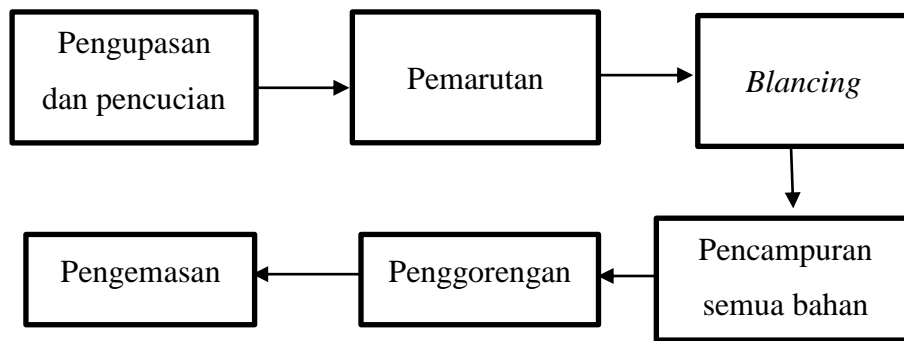 Pengupasan
dan pencucian
Pemarutan
Blancing
Pencampuran
semua bahan
Penggorengan
Pengemasan